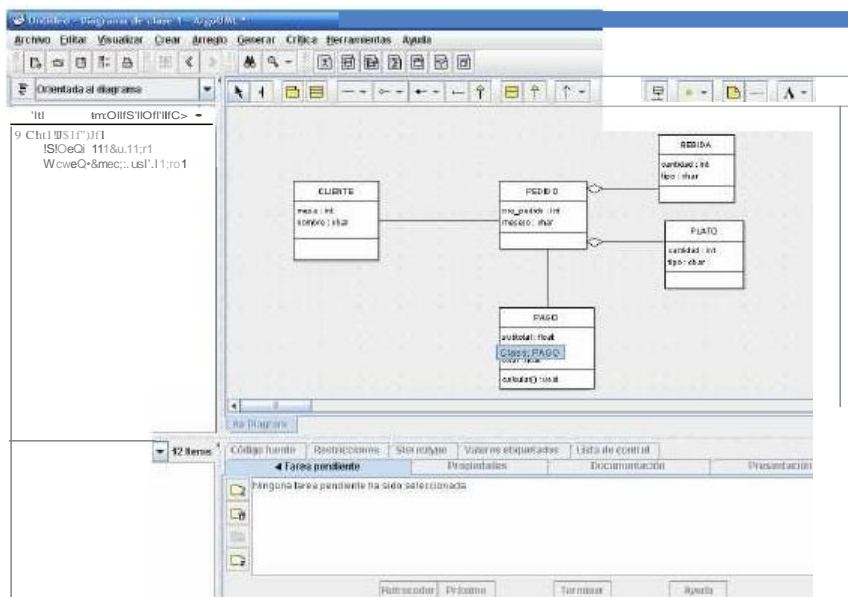 Untitled - Diagrama de clase 1 - ArgoUML *
Archivo Editar Visualizar Crear Arreglo Generar Crítica Herramientas Ayuda
Orientada al diagrama
CLIENTE
mesa : int
nombre : char
PEDIDO
nro_pedido : int
mesero : char
BEBIDA
cantidad : int
tipo : char
PLATO
cantidad : int
tipo : char
PAGO
subtotal : float
Class: PAGO
calcular() : void
As Diagram
12 Items
Código fuente Restricciones Stereotype Valores etiquetados Lista de control
Tarea pendiente Propiedades Documentación Presentación
Ninguna tarea pendiente ha sido seleccionada
Retroceder Próximo Terminar Ayuda